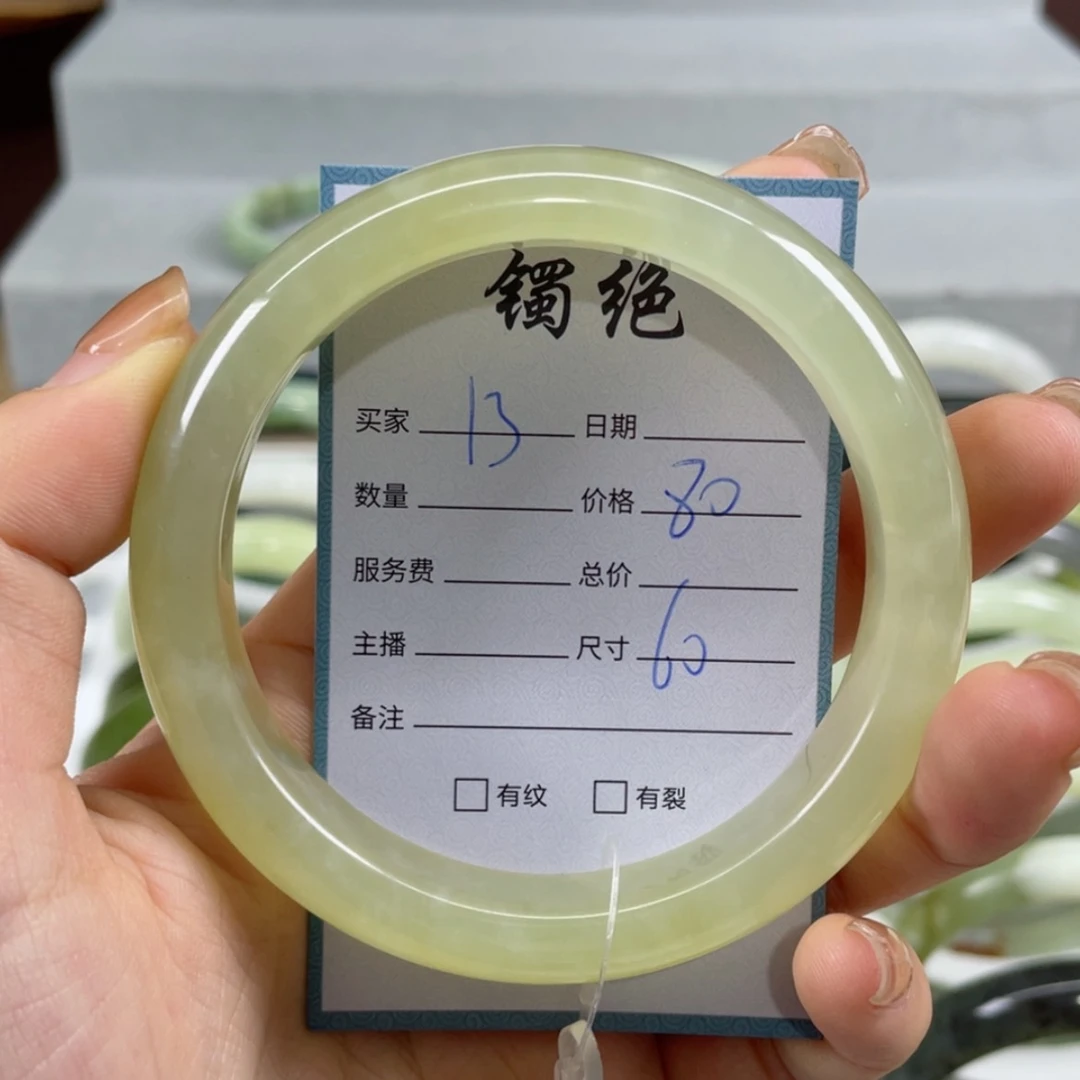 镯绝
买家 13 日期
数量 价格 80
服务费 总价
主播 尺寸 60
备注
□ 有纹 □ 有裂